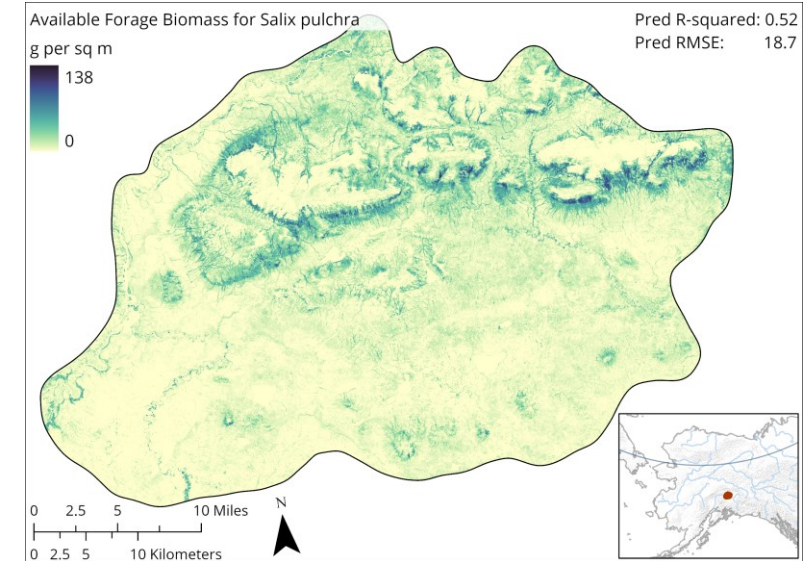 Available Forage Biomass for Salix pulchra
g per sq m
138
0
Pred R-squared: 0.52
Pred RMSE: 18.7
0 2.5 5 10 Miles
0 2.5 5 10 Kilometers
N